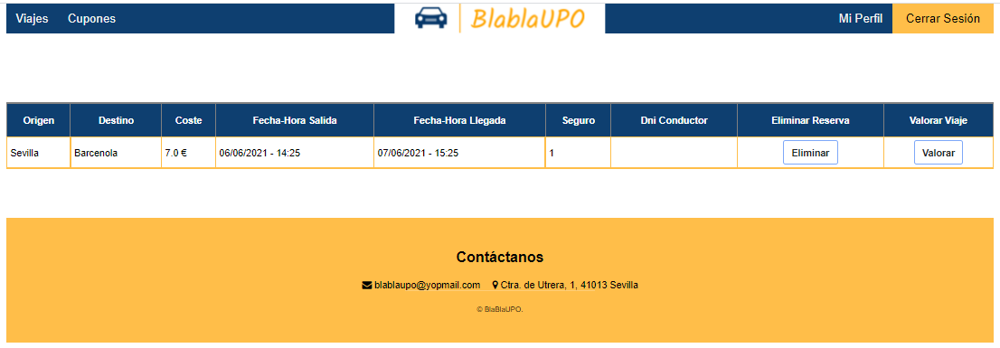 Viajes Cupones BlablaUPO Mi Perfil Cerrar Sesión
Origen Destino Coste Fecha-Hora Salida Fecha-Hora Llegada Seguro Dni Conductor Eliminar Reserva Valorar Viaje
Sevilla Barcenola 7.0 € 06/06/2021 - 14:25 07/06/2021 - 15:25 1 Eliminar Valorar
Contáctanos
blablaupo@yopmail.com Ctra. de Utrera, 1, 41013 Sevilla
© BlaBlaUPO.